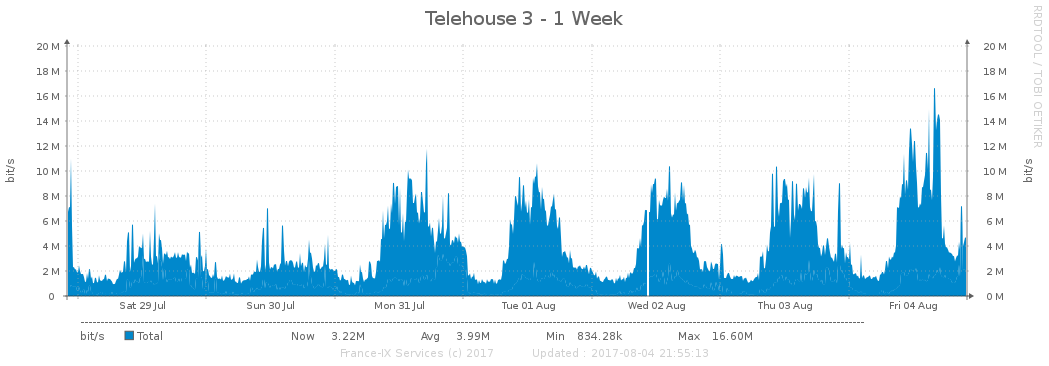 Telehouse 3 - 1 Week
RRDTOOL / TOBI OETIKER
bit/s
20 M 20 M
18 M 18 M
16 M 16 M
14 M 14 M
12 M 12 M
10 M 10 M
8 M 8 M
6 M 6 M
4 M 4 M
2 M 2 M
0 0 M
bit/s
Sat 29 Jul Sun 30 Jul Mon 31 Jul Tue 01 Aug Wed 02 Aug Thu 03 Aug Fri 04 Aug
bit/s Total Now 3.22M Avg 3.99M Min 834.28k Max 16.60M
France-IX Services (c) 2017 Updated : 2017-08-04 21:55:13